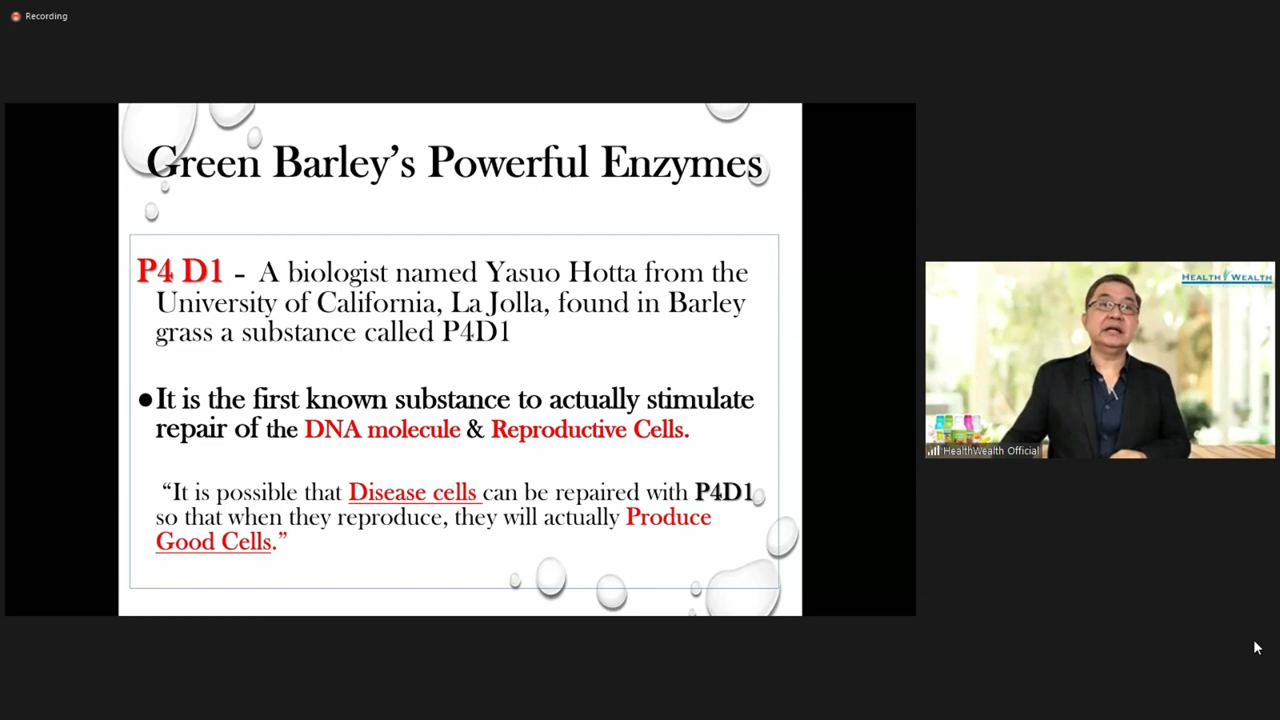 Recording
Green Barley's Powerful Enzymes
P4 D1 - A biologist named Yasuo Hotta from the
University of California, La Jolla, found in Barley
grass a substance called P4D1
●It is the first known substance to actually stimulate
repair of the DNA molecule & Reproductive Cells.
“It is possible that Disease cells can be repaired with P4D1
so that when they reproduce, they will actually Produce
Good Cells.”
HEALTH WEALTH
HealthWealth Official